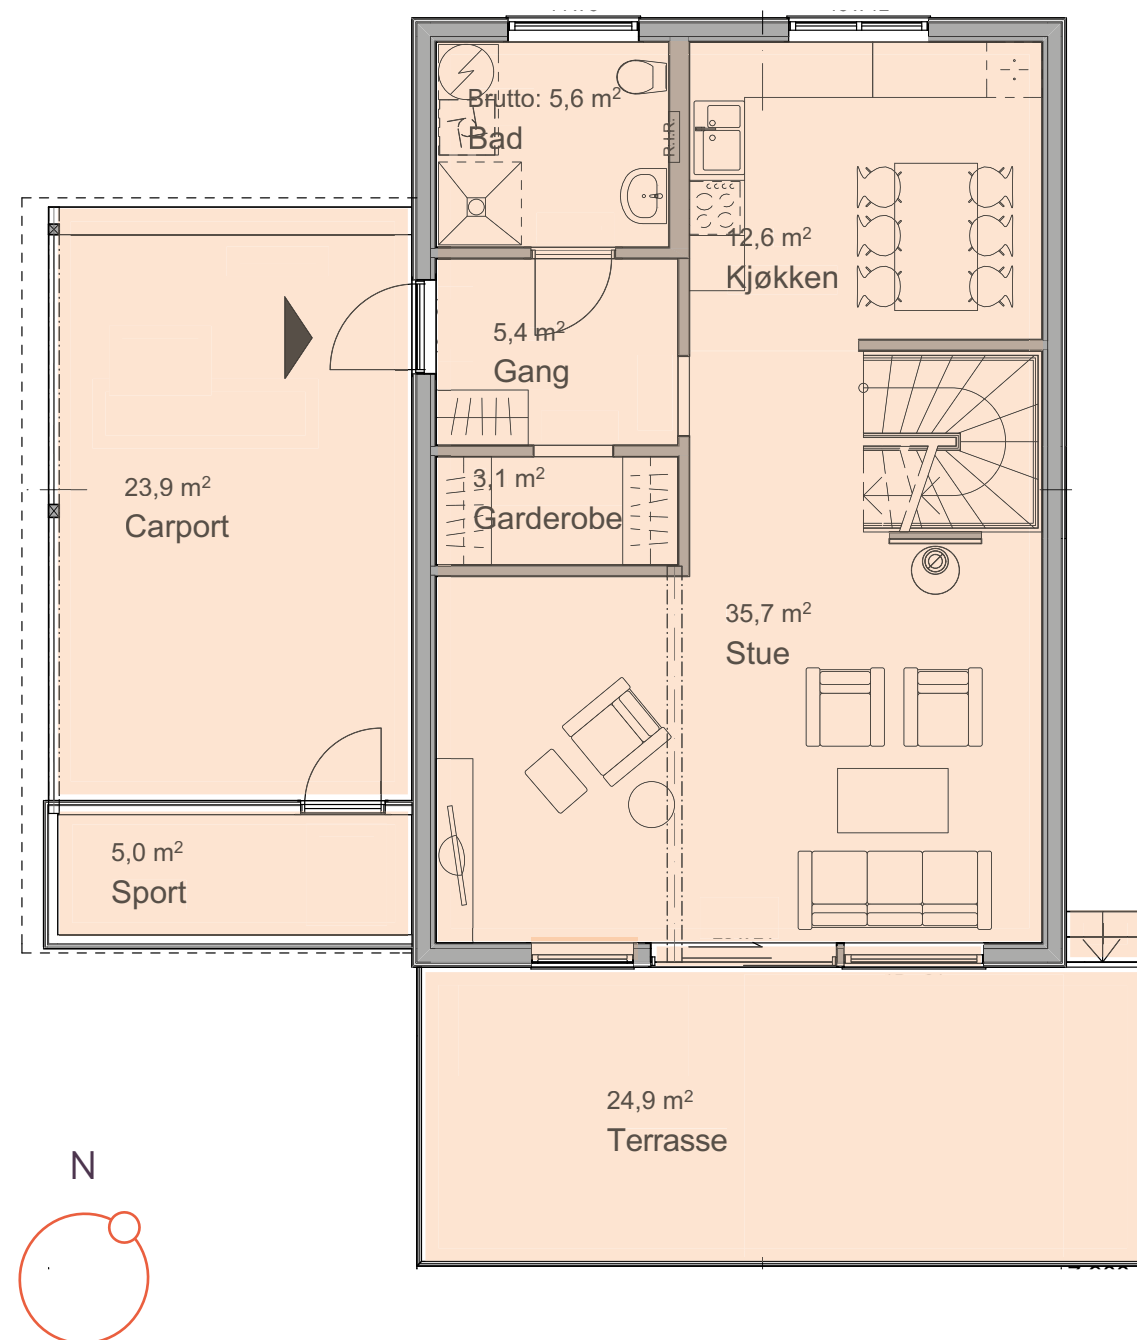 Brutto: 5,6 m²
Bad
R.I.R.
12,6 m²
Kjøkken
5,4 m²
Gang
3,1 m²
Garderobe
23,9 m²
Carport
35,7 m²
Stue
5,0 m²
Sport
24,9 m²
Terrasse
N